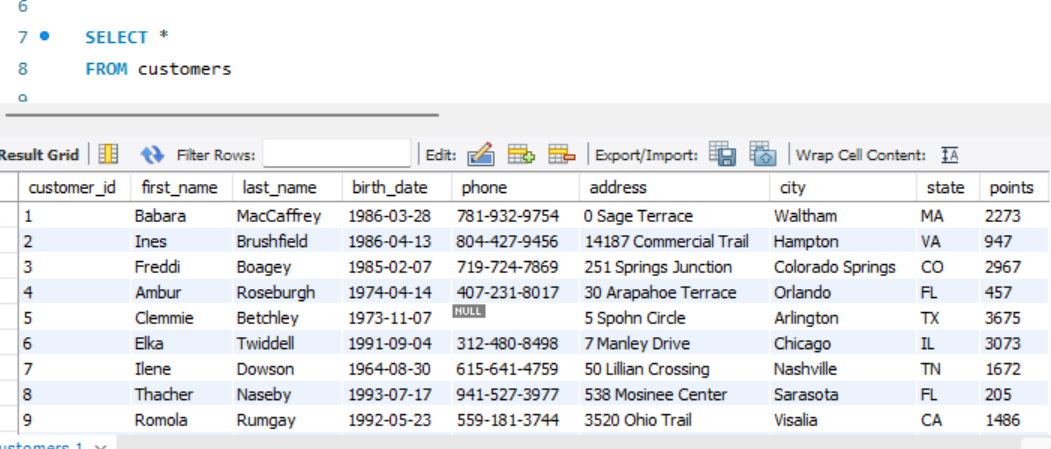 6
7 SELECT *
8 FROM customers
9
Result Grid Filter Rows: Edit: Export/Import: Wrap Cell Content: IA
customer_id first_name last_name birth_date phone address city state points
1 Babara MacCaffrey 1986-03-28 781-932-9754 0 Sage Terrace Waltham MA 2273
2 Ines Brushfield 1986-04-13 804-427-9456 14187 Commercial Trail Hampton VA 947
3 Freddi Boagey 1985-02-07 719-724-7869 251 Springs Junction Colorado Springs CO 2967
4 Ambur Roseburgh 1974-04-14 407-231-8017 30 Arapahoe Terrace Orlando FL 457
5 Clemmie Betchley 1973-11-07 NULL 5 Spohn Circle Arlington TX 3675
6 Elka Twiddell 1991-09-04 312-480-8498 7 Manley Drive Chicago IL 3073
7 Ilene Dowson 1964-08-30 615-641-4759 50 Lillian Crossing Nashville TN 1672
8 Thacher Naseby 1993-07-17 941-527-3977 538 Mosinee Center Sarasota FL 205
9 Romola Rumgay 1992-05-23 559-181-3744 3520 Ohio Trail Visalia CA 1486
ustomers 1